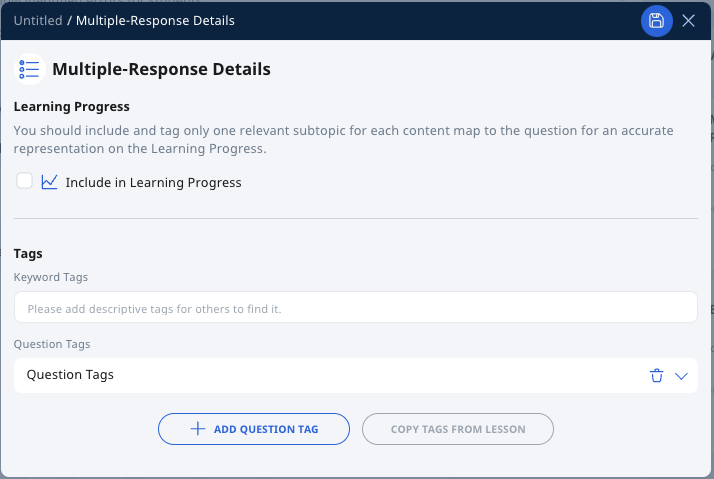 Untitled / Multiple-Response Details
Multiple-Response Details
Learning Progress
You should include and tag only one relevant subtopic for each content map to the question for an accurate
representation on the Learning Progress.
Include in Learning Progress
Tags
Keyword Tags
Please add descriptive tags for others to find it.
Question Tags
Question Tags
ADD QUESTION TAG
COPY TAGS FROM LESSON